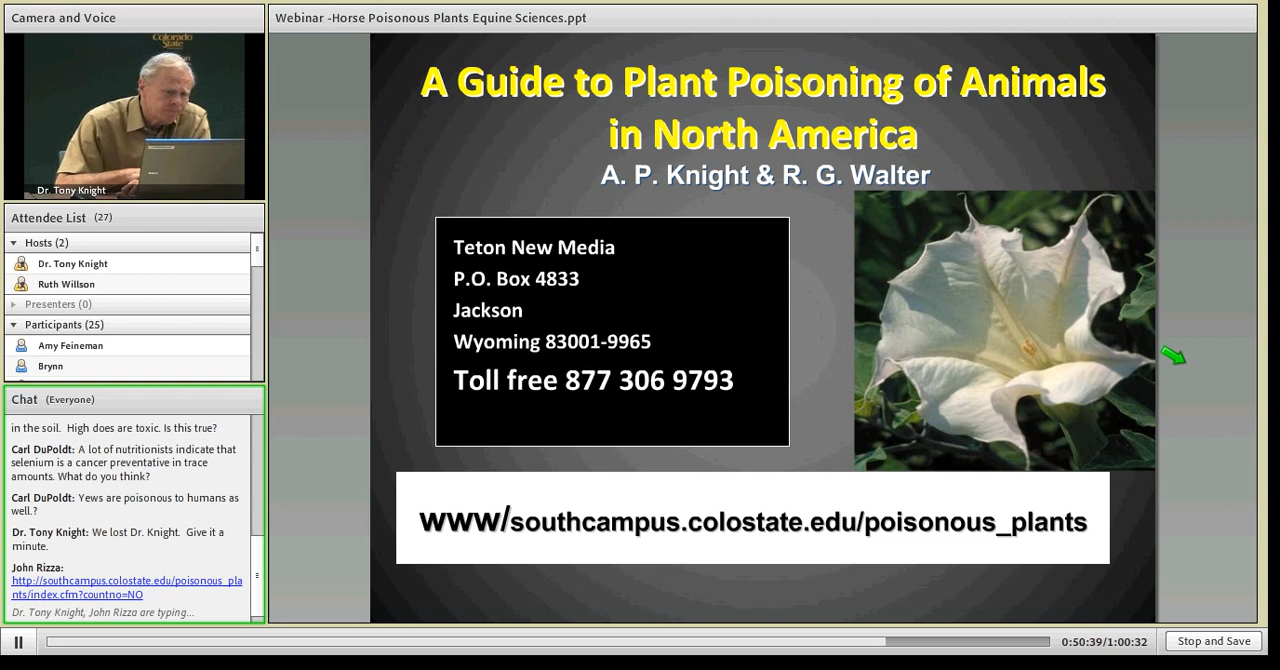 Camera and Voice
Colorado
State
Dr. Tony Knight
Attendee List (27)
Hosts (2)
Dr. Tony Knight
Ruth Willson
Presenters (0)
Participants (25)
Amy Feineman
Brynn
Chat (Everyone)
in the soil. High does are toxic. Is this true?
Carl DuPoldt: A lot of nutritionists indicate that
selenium is a cancer preventative in trace
amounts. What do you think?
Carl DuPoldt: Yews are poisonous to humans as
well.?
Dr. Tony Knight: We lost Dr. Knight. Give it a
minute.
John Rizza:
http://southcampus.colostate.edu/poisonous_pla
nts/index.cfm?countno=NO
Dr. Tony Knight, John Rizza are typing...
Webinar -Horse Poisonous Plants Equine Sciences.ppt
A Guide to Plant Poisoning of Animals
in North America
A. P. Knight & R. G. Walter
Teton New Media
P.O. Box 4833
Jackson
Wyoming 83001-9965
Toll free 877 306 9793
www/southcampus.colostate.edu/poisonous_plants
0:50:39/1:00:32
Stop and Save